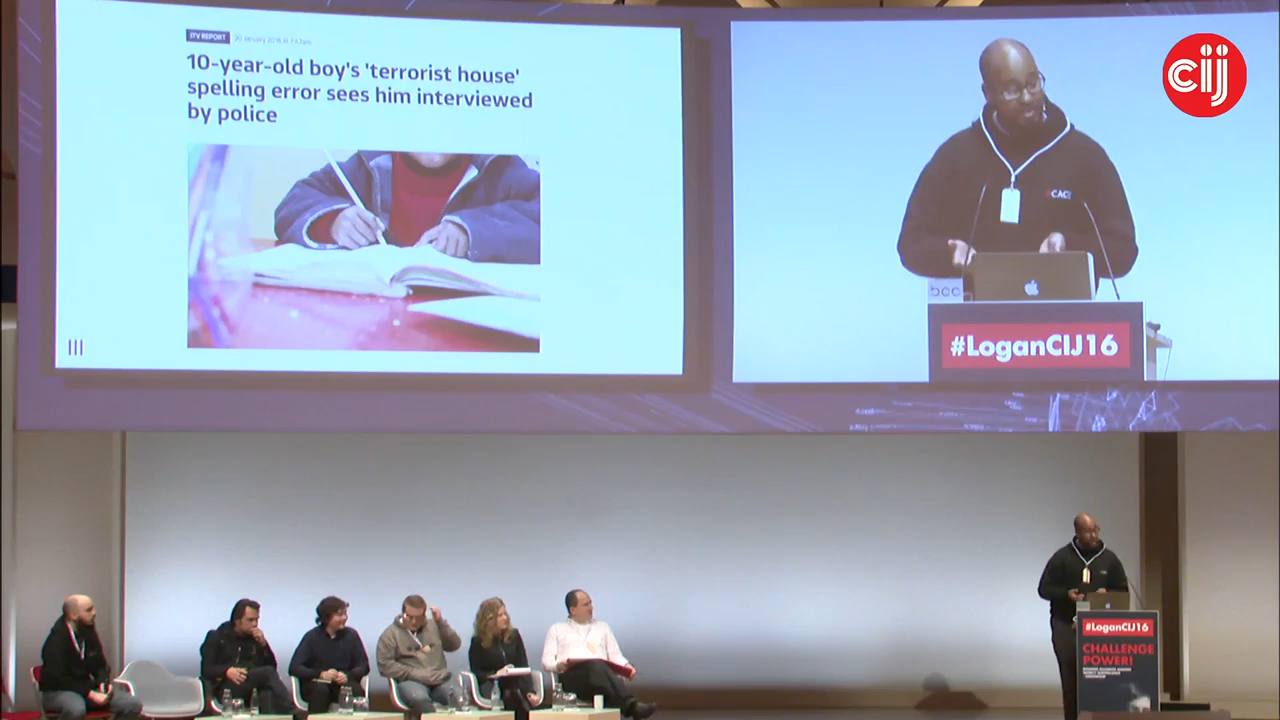 ITV REPORT
10-year-old boy's 'terrorist house'
spelling error sees him interviewed
by police
cij
CAGE
bcc
#LoganCIJ16
#LoganCIJ16
CHALLENGE
POWER!